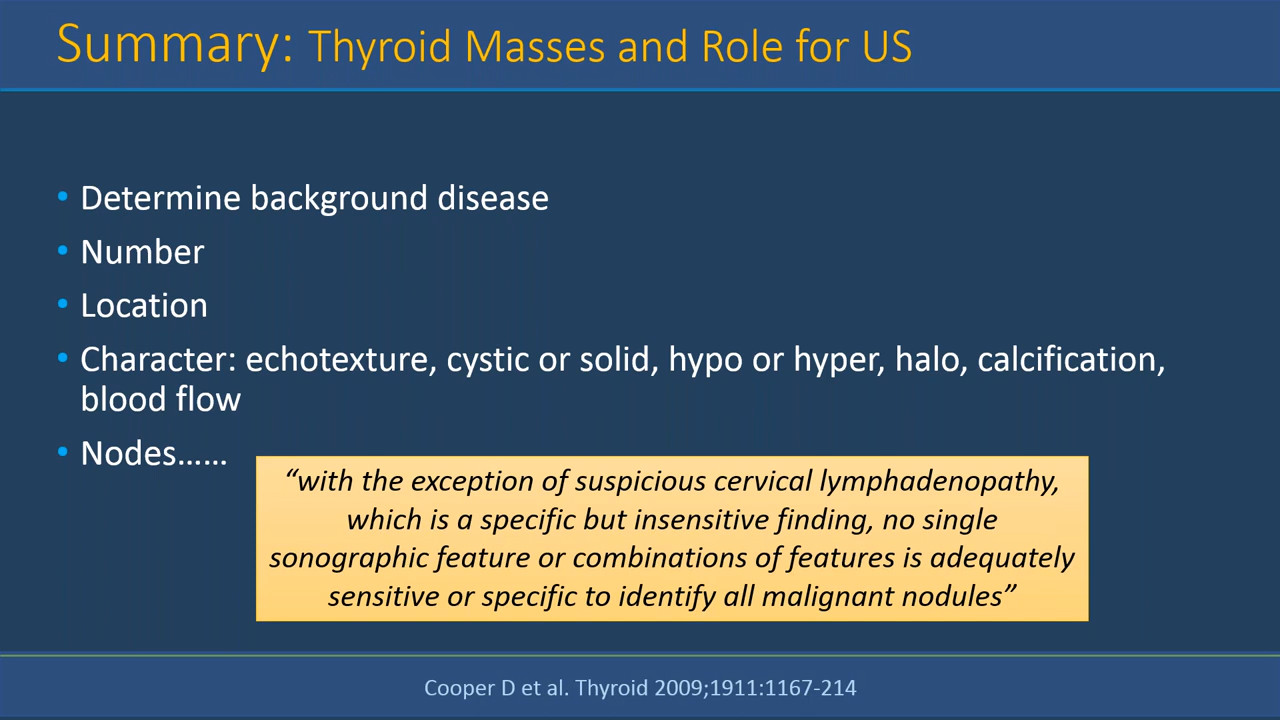 Summary: Thyroid Masses and Role for US
• Determine background disease
• Number
• Location
• Character: echotexture, cystic or solid, hypo or hyper, halo, calcification,
blood flow
• Nodes……
“with the exception of suspicious cervical lymphadenopathy,
which is a specific but insensitive finding, no single
sonographic feature or combinations of features is adequately
sensitive or specific to identify all malignant nodules”
Cooper D et al. Thyroid 2009;1911:1167-214